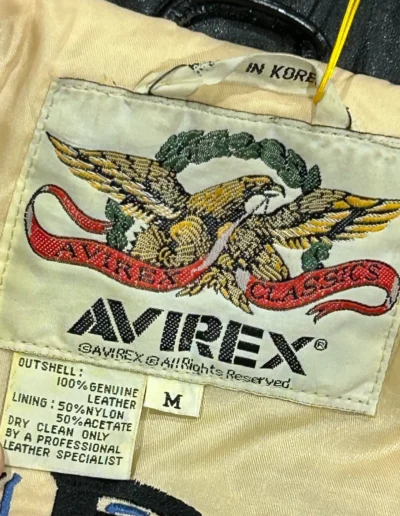 IN KORE
AVIREX CLASSICS
AVIREX®
©AVIREX ® All Rights Reserved
OUTSHELL:
100% GENUINE
LEATHER
LINING: 50% NYLON
50% ACETATE
DRY CLEAN ONLY
BY A PROFESSIONAL
LEATHER SPECIALIST
M